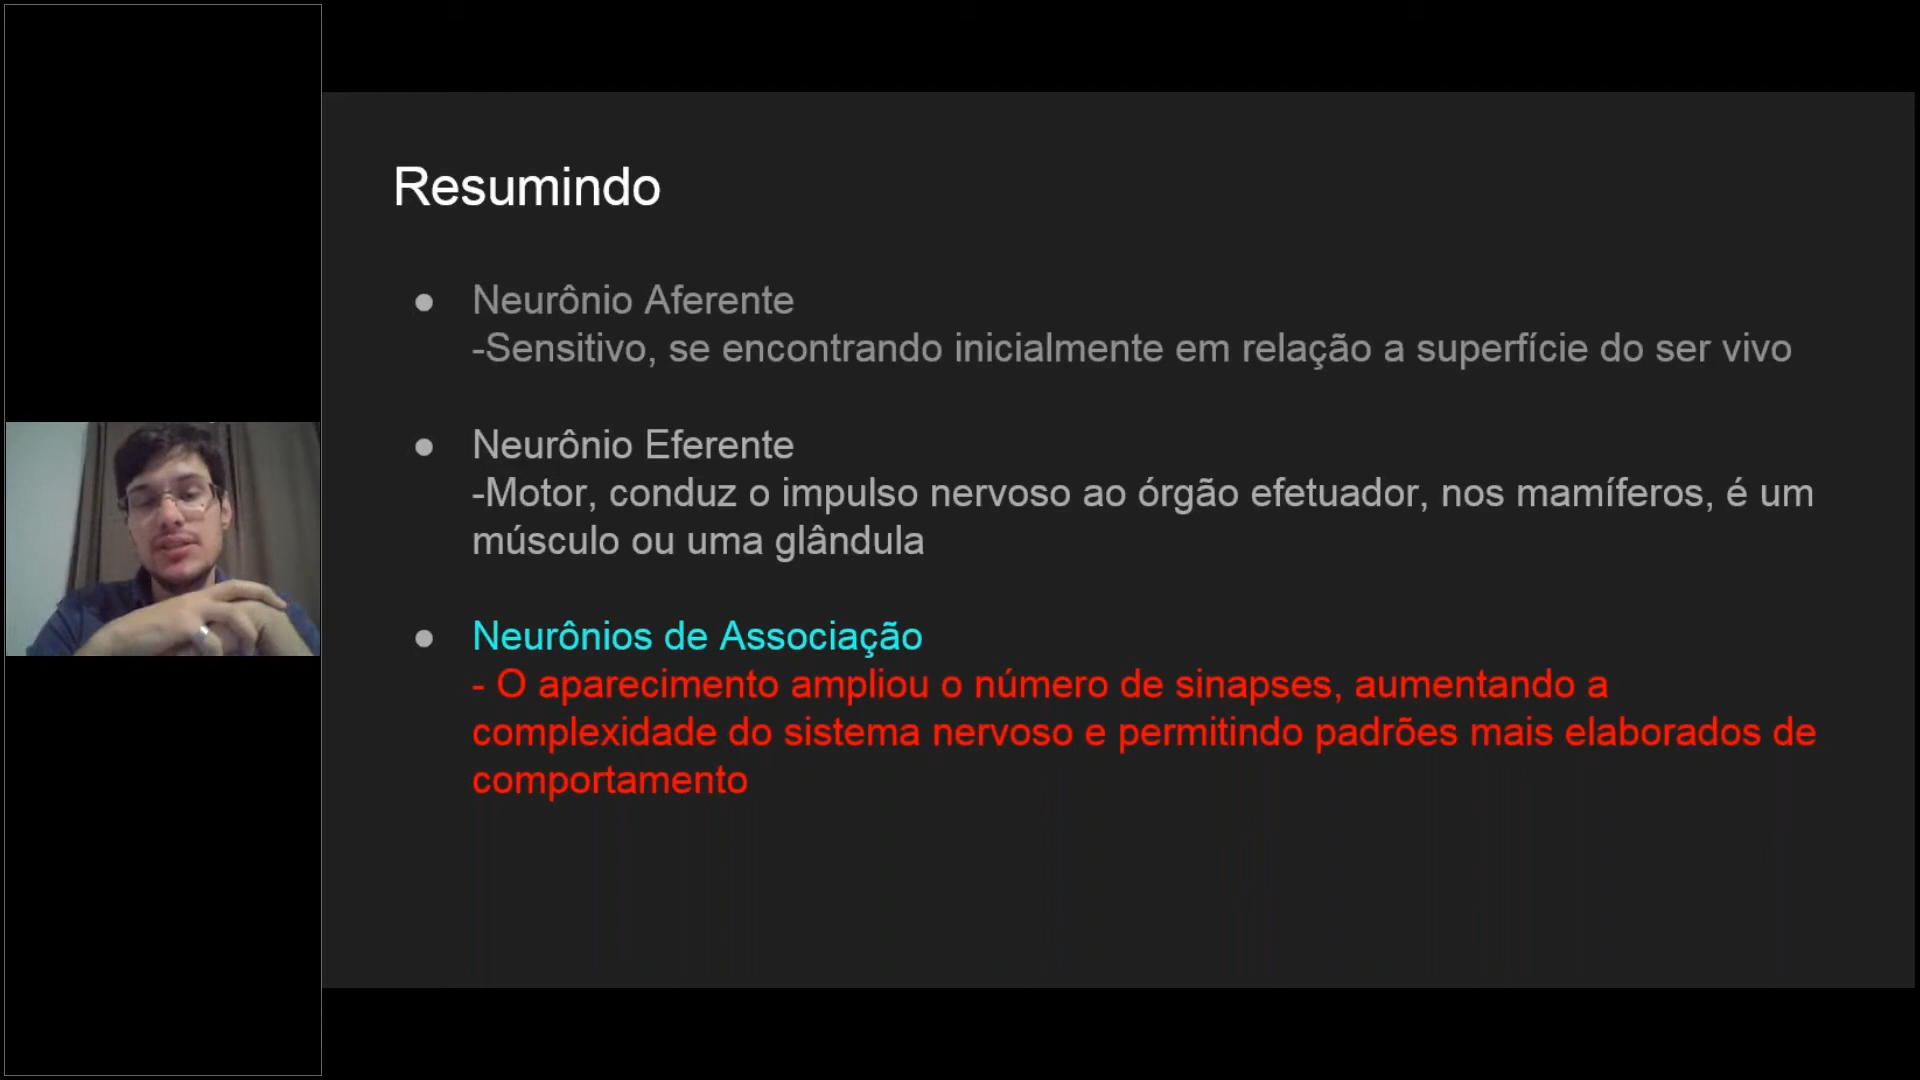 Resumindo
● Neurônio Aferente
-Sensitivo, se encontrando inicialmente em relação a superfície do ser vivo
● Neurônio Eferente
-Motor, conduz o impulso nervoso ao órgão efetuador, nos mamíferos, é um
músculo ou uma glândula
● Neurônios de Associação
- O aparecimento ampliou o número de sinapses, aumentando a
complexidade do sistema nervoso e permitindo padrões mais elaborados de
comportamento